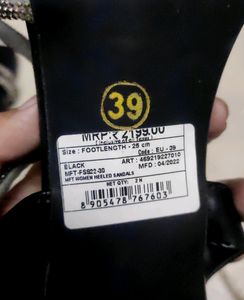 39
MRP:₹ 2199.00
Size : FOOTLENGTH - 26 cm
Code : EU - 39
BLACK
ART : 469219227010
MFT-FSS22-30
MFD : 04/2022
MFT WOMEN HEELED SANDALS
NET QTY: 2 N
8 905478 767603